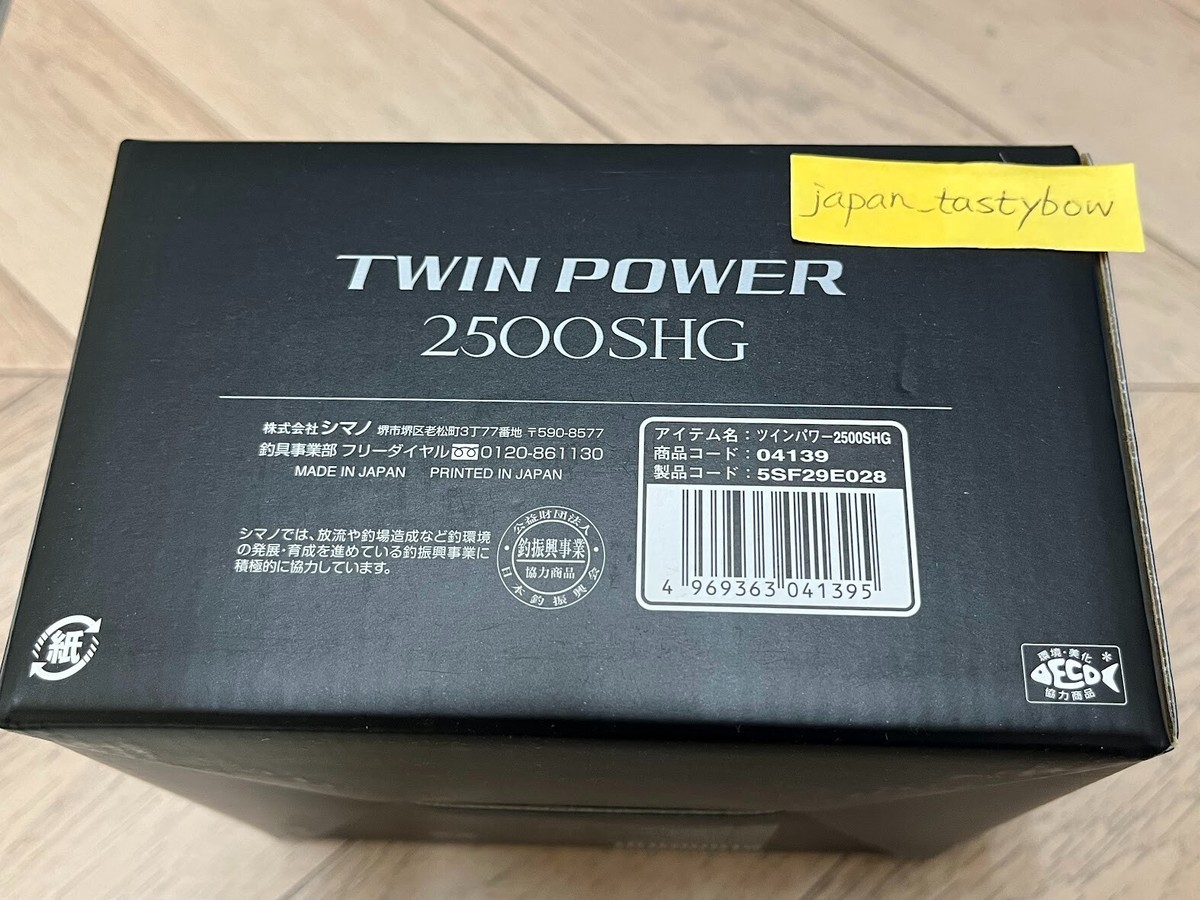 japan_tastybow
TWIN POWER
2500SHG
株式会社シマノ 堺市堺区老松町3丁77番地 〒590-8577
釣具事業部 フリーダイヤル 0120-861130
MADE IN JAPAN PRINTED IN JAPAN
アイテム名：ツインパワー2500SHG
商品コード：04139
製品コード：5SF29E028
4 969363 041395
シマノでは、放流や釣場造成など釣環境
の発展・育成を進めている釣振興事業に
積極的に協力しています。
公益財団法人
釣振興事業
協力商品
日本釣振興会
紙
環境・美化
ECO
協力商品